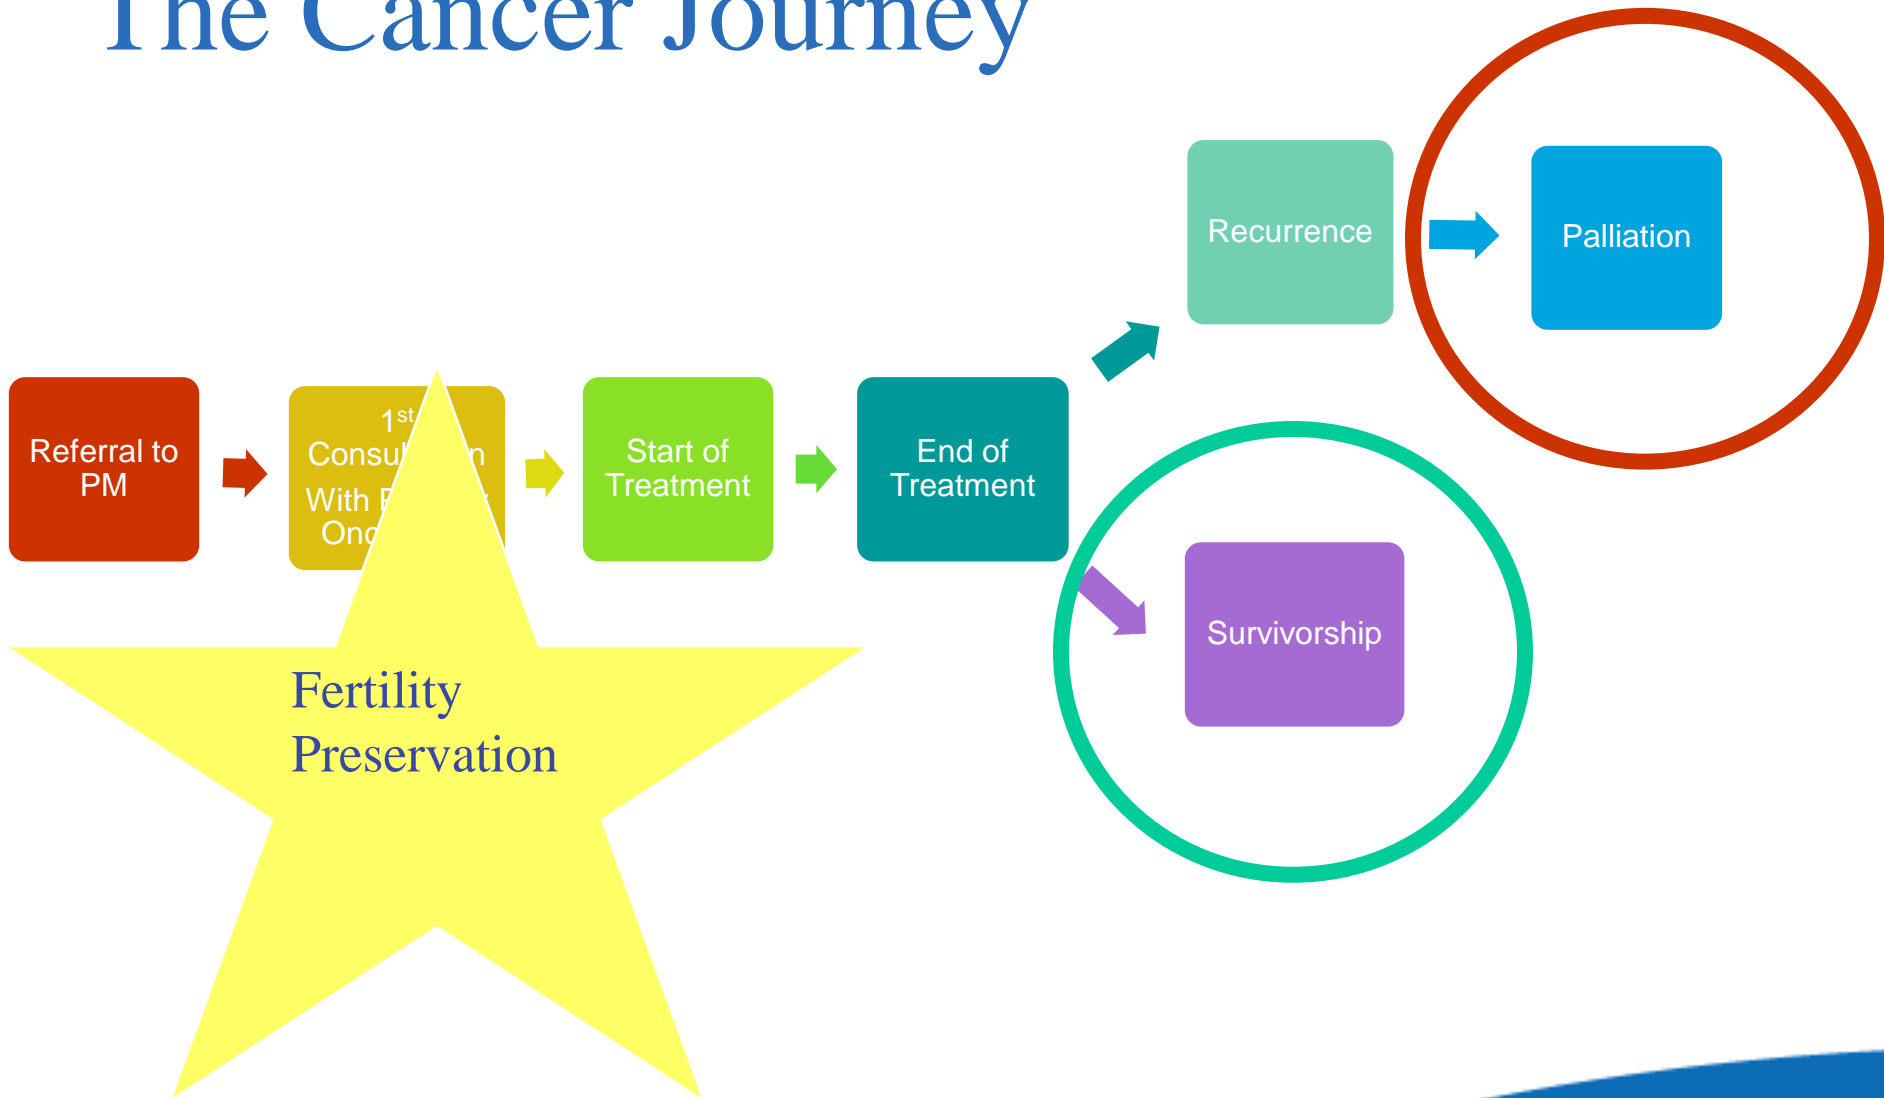 The Cancer Journey
Recurrence
Palliation
Referral to
PM
1st
Consul n
With
Onc
Start of
Treatment
End of
Treatment
Survivorship
Fertility
Preservation